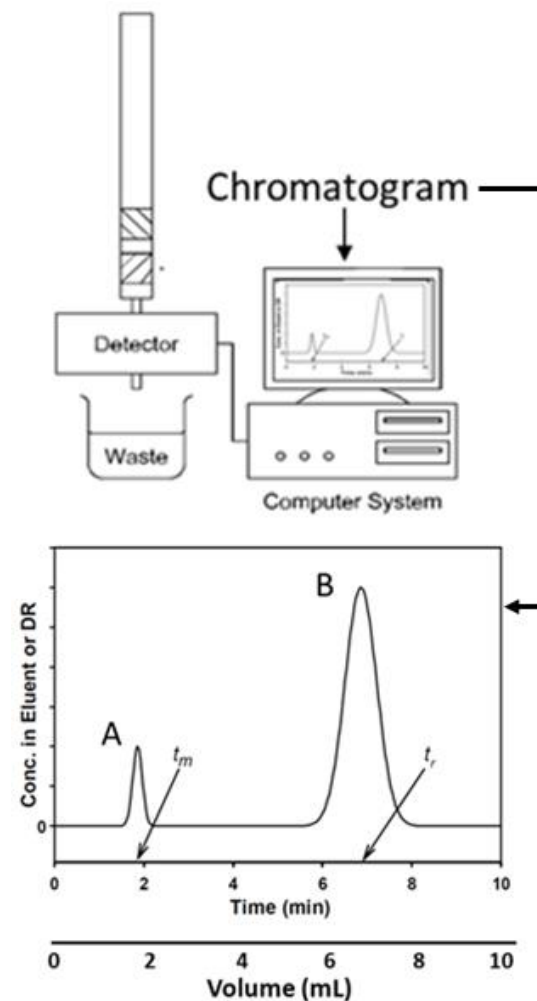 Chromatogram
Detector
Waste
Computer System
Conc. in Eluent or DR
A
B
tm
tr
0
0 2 4 6 8 10
Time (min)
0 2 4 6 8 10
Volume (mL)